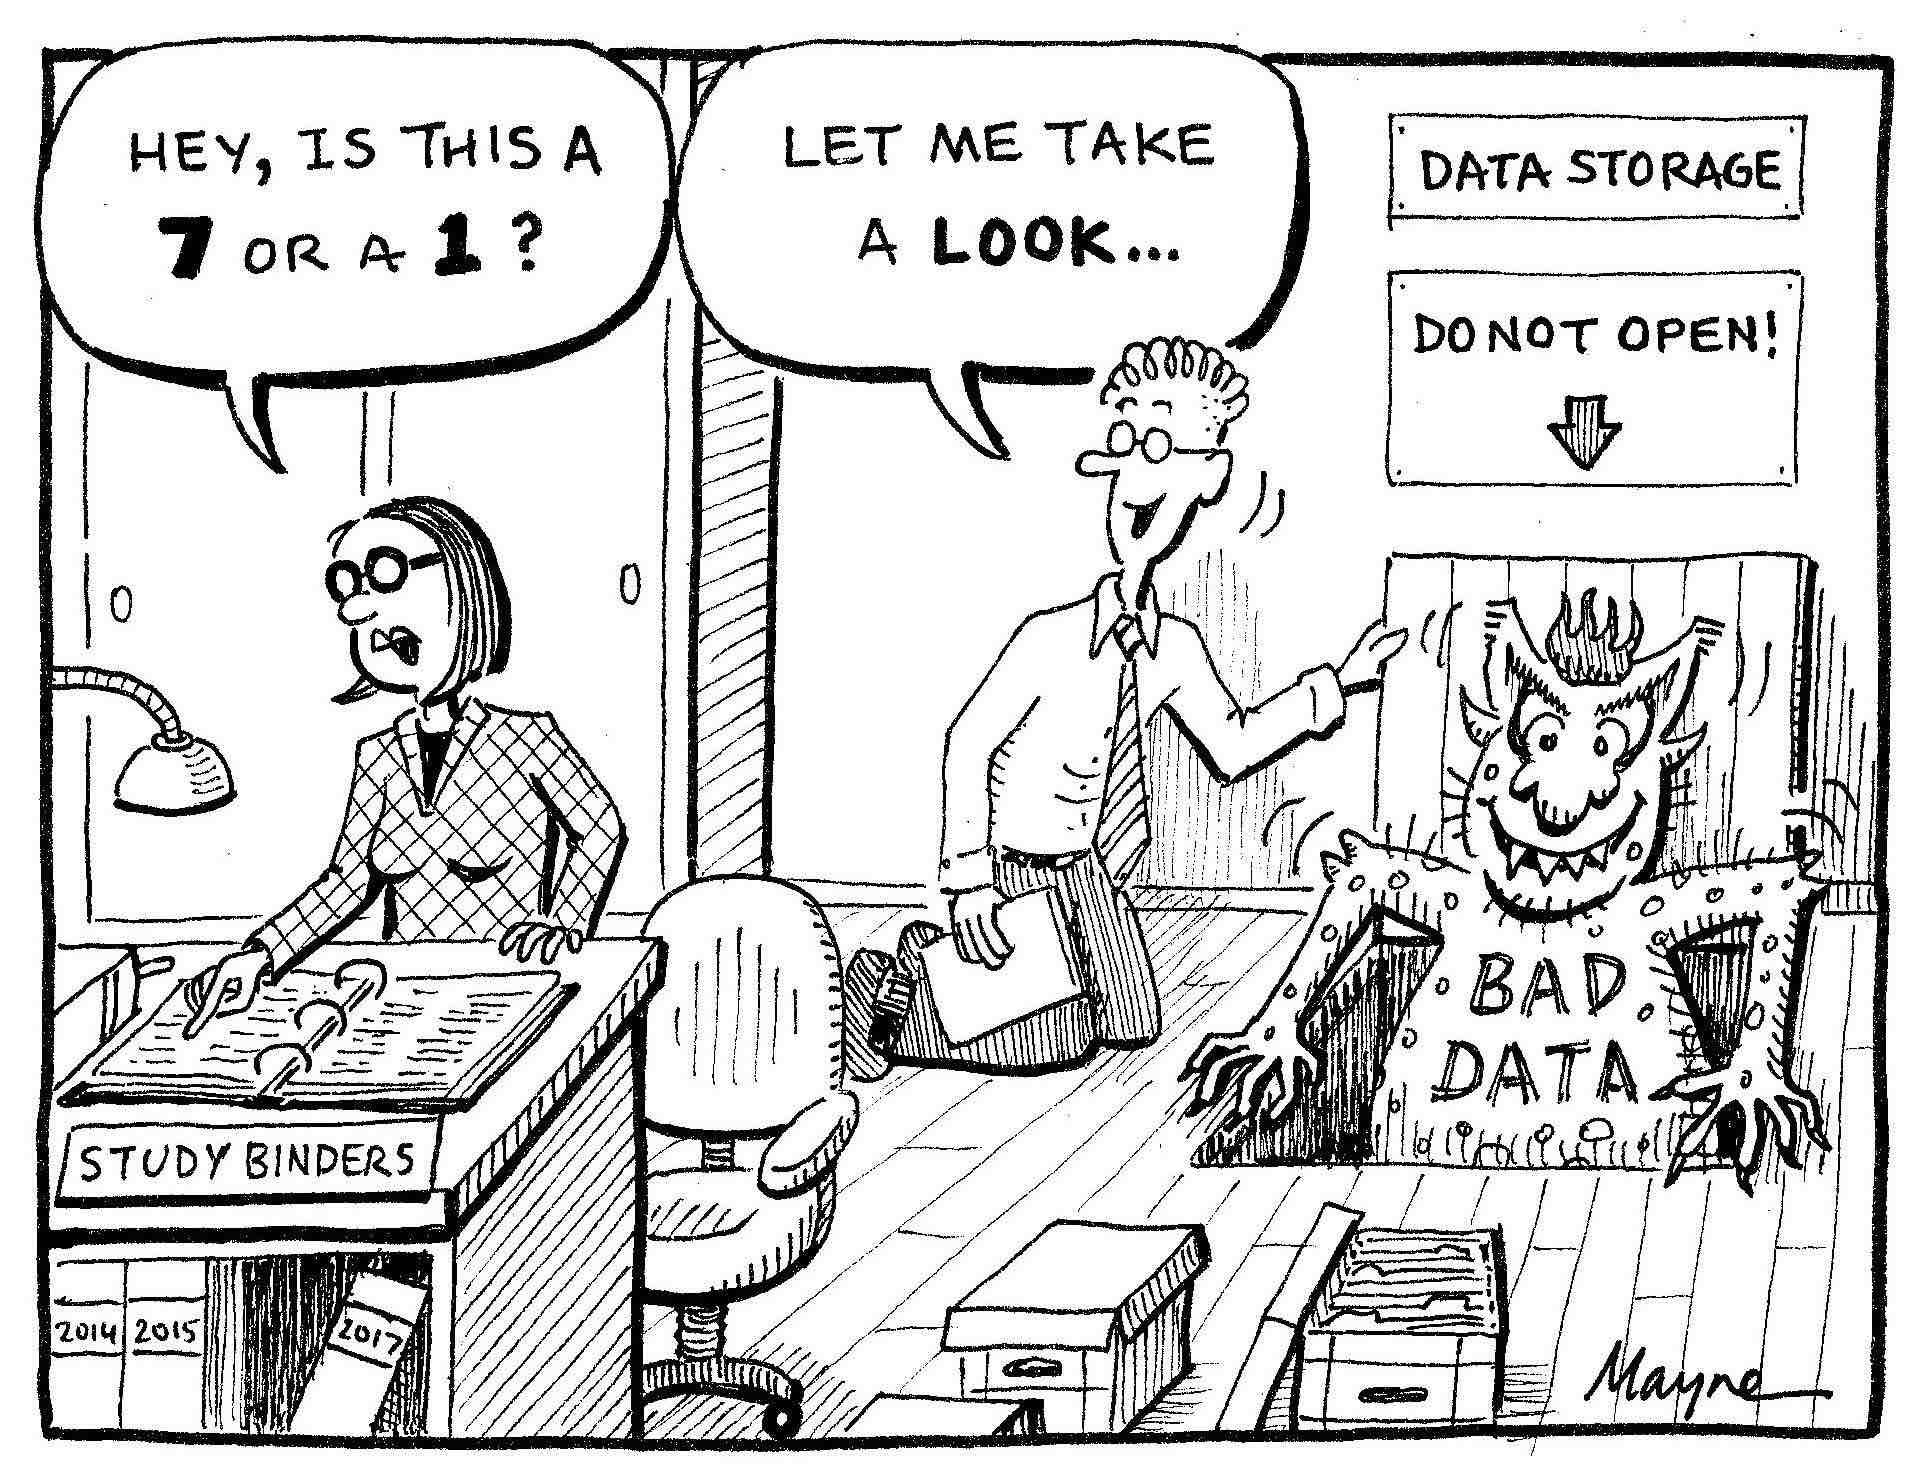 HEY, IS THIS A
7 OR A 1?
LET ME TAKE
A LOOK...
DATA STORAGE
DO NOT OPEN!
BAD
DATA
STUDY BINDERS
2014 2015
2017
Mayne